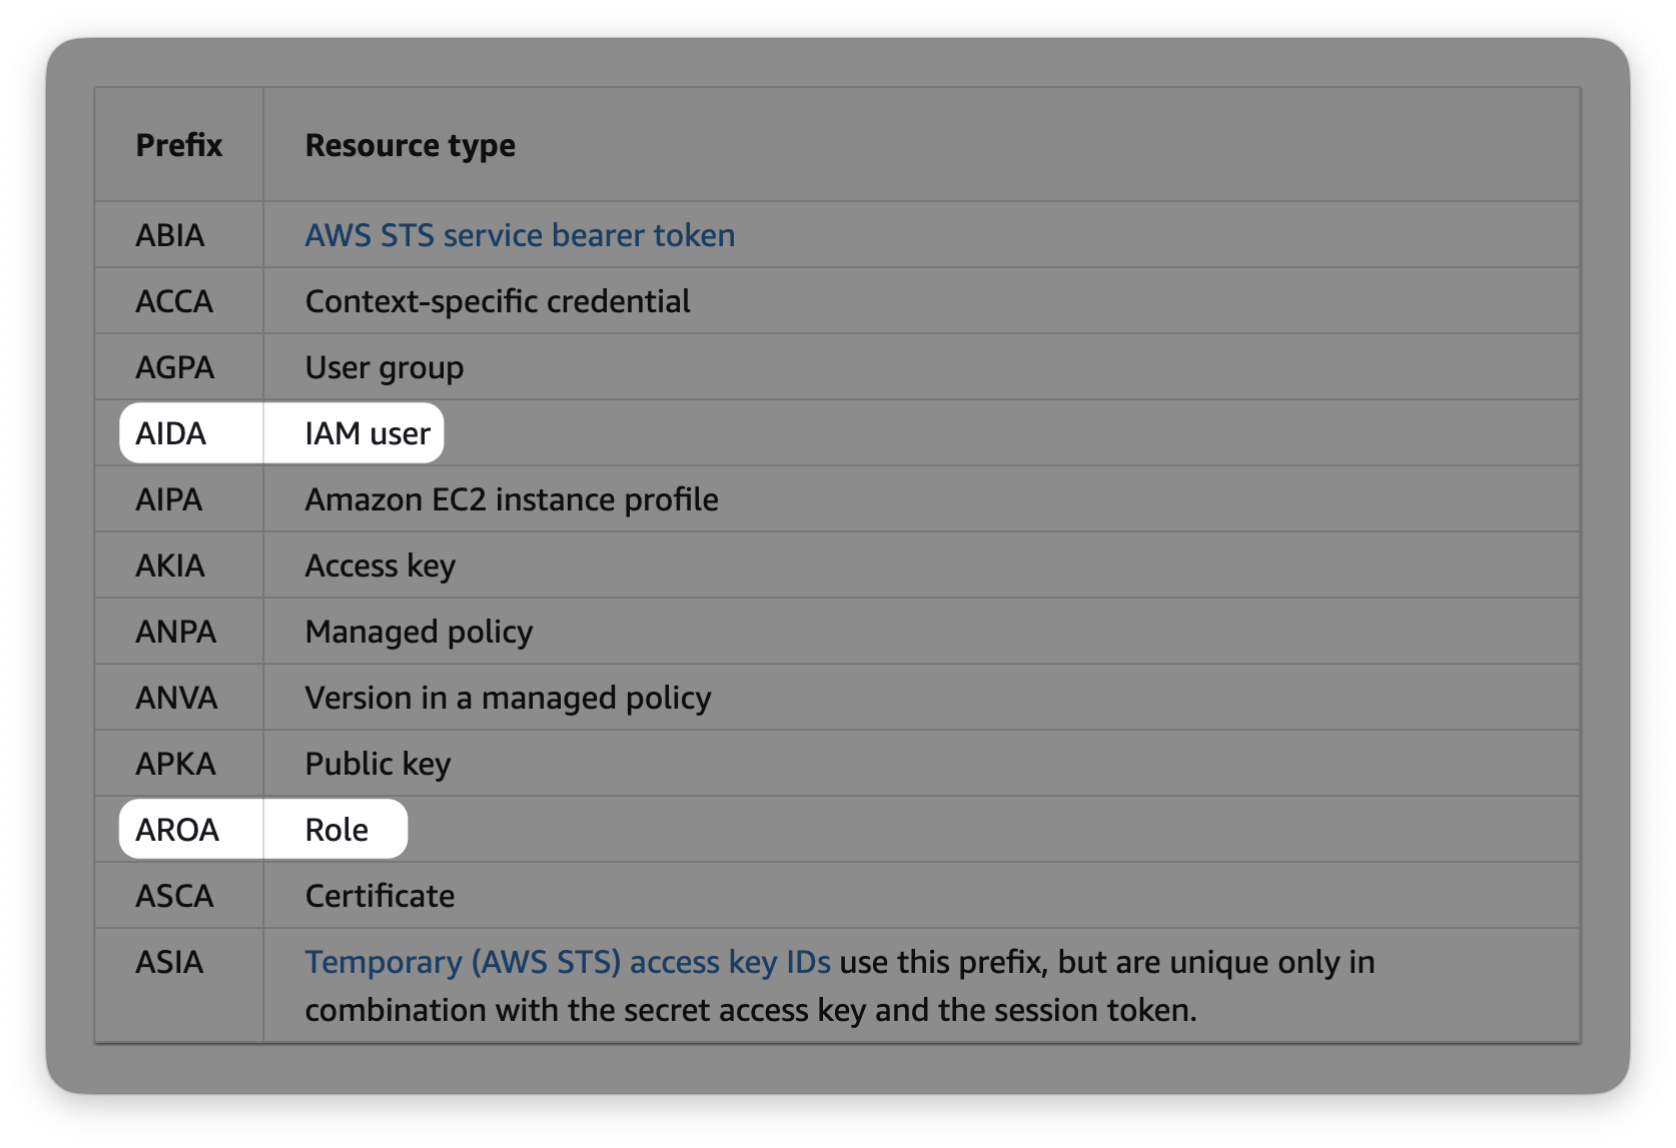 Prefix Resource type
ABIA AWS STS service bearer token
ACCA Context-specific credential
AGPA User group
AIDA IAM user
AIPA Amazon EC2 instance profile
AKIA Access key
ANPA Managed policy
ANVA Version in a managed policy
APKA Public key
AROA Role
ASCA Certificate
ASIA Temporary (AWS STS) access key IDs use this prefix, but are unique only in
combination with the secret access key and the session token.